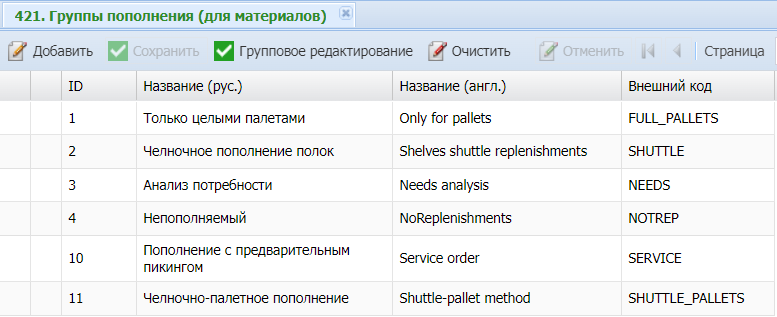 421. Группы пополнения (для материалов)
Добавить Сохранить Групповое редактирование Очистить Отменить Страница
ID Название (рус.) Название (англ.) Внешний код
1 Только целыми палетами Only for pallets FULL_PALLETS
2 Челночное пополнение полок Shelves shuttle replenishments SHUTTLE
3 Анализ потребности Needs analysis NEEDS
4 Непополняемый NoReplenishments NOTREP
10 Пополнение с предварительным пикингом Service order SERVICE
11 Челночно-палетное пополнение Shuttle-pallet method SHUTTLE_PALLETS